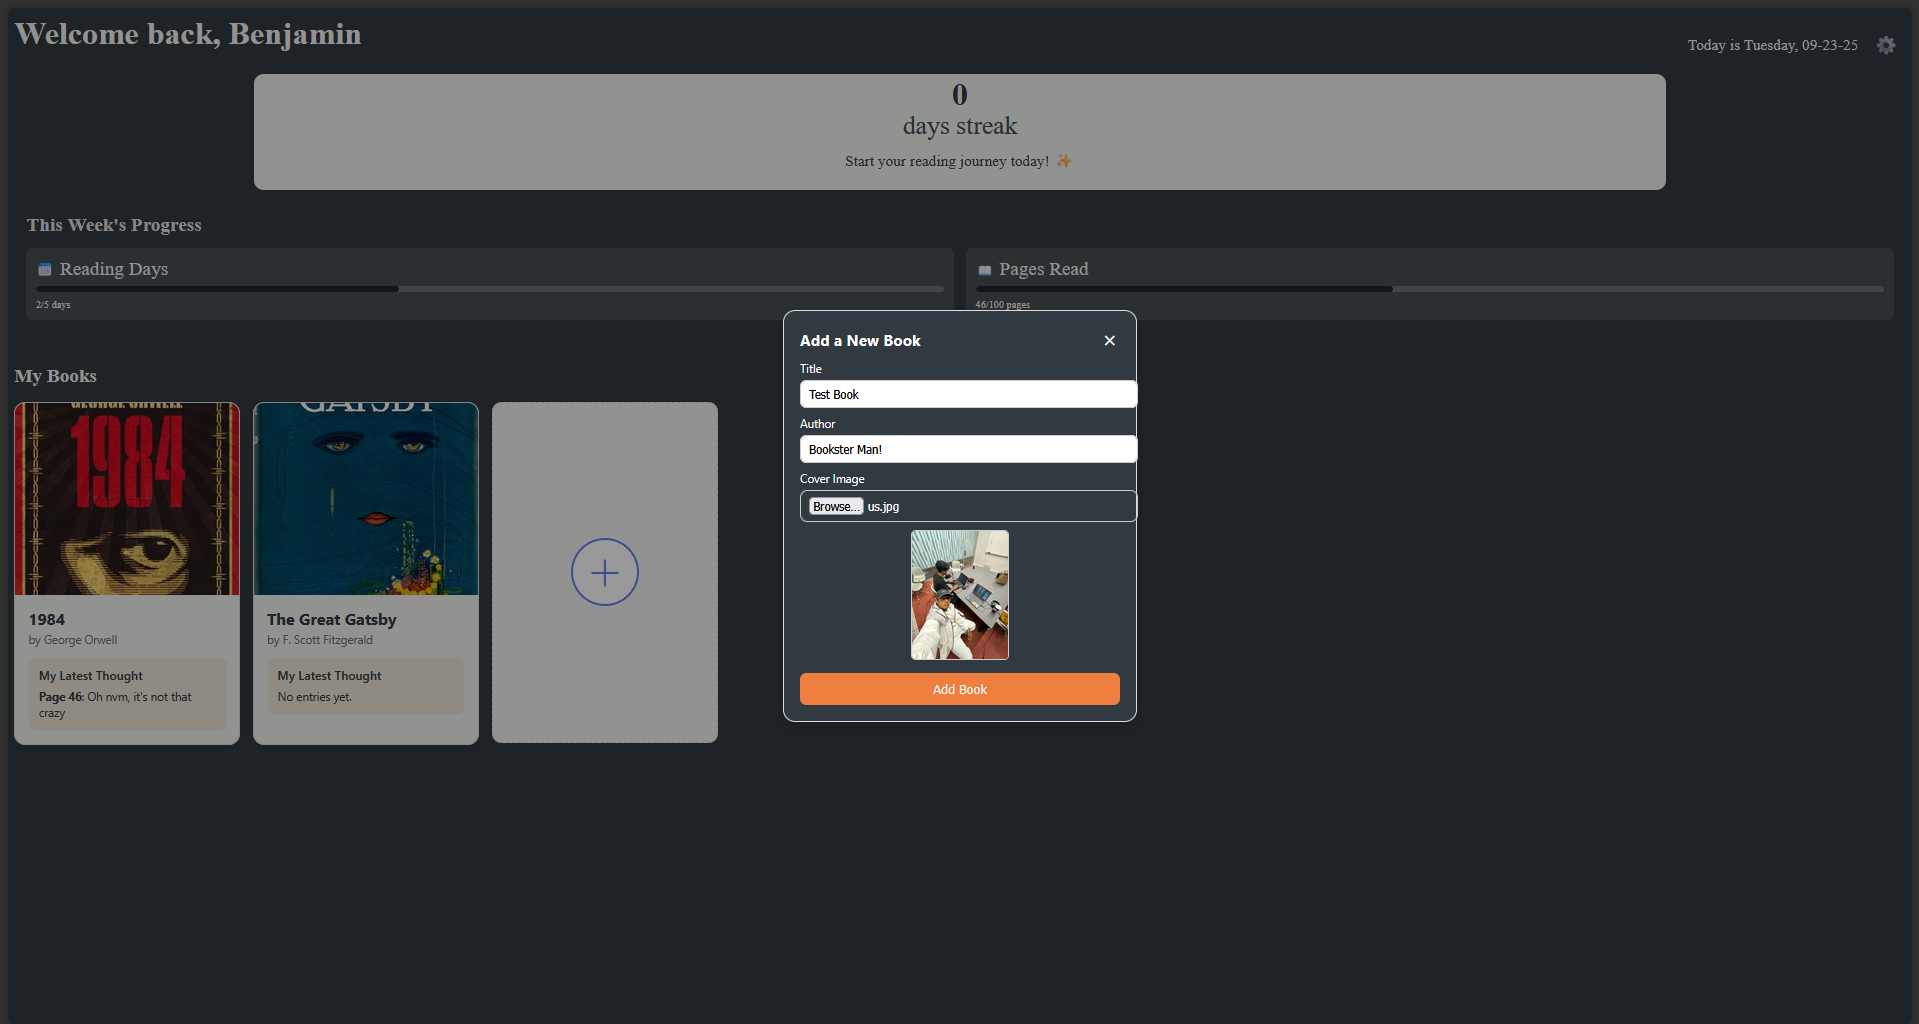 Welcome back, Benjamin
Today is Tuesday, 09-23-25
0
days streak
Start your reading journey today! ✨
This Week's Progress
Reading Days
2/5 days
Pages Read
46/100 pages
My Books
GEORGE ORWELL
1984
1984
by George Orwell
My Latest Thought
Page 46: Oh nvm, it's not that
crazy
GATSBY
The Great Gatsby
by F. Scott Fitzgerald
My Latest Thought
No entries yet.
Add a New Book
Title
Test Book
Author
Bookster Man!
Cover Image
Browse... us.jpg
Add Book